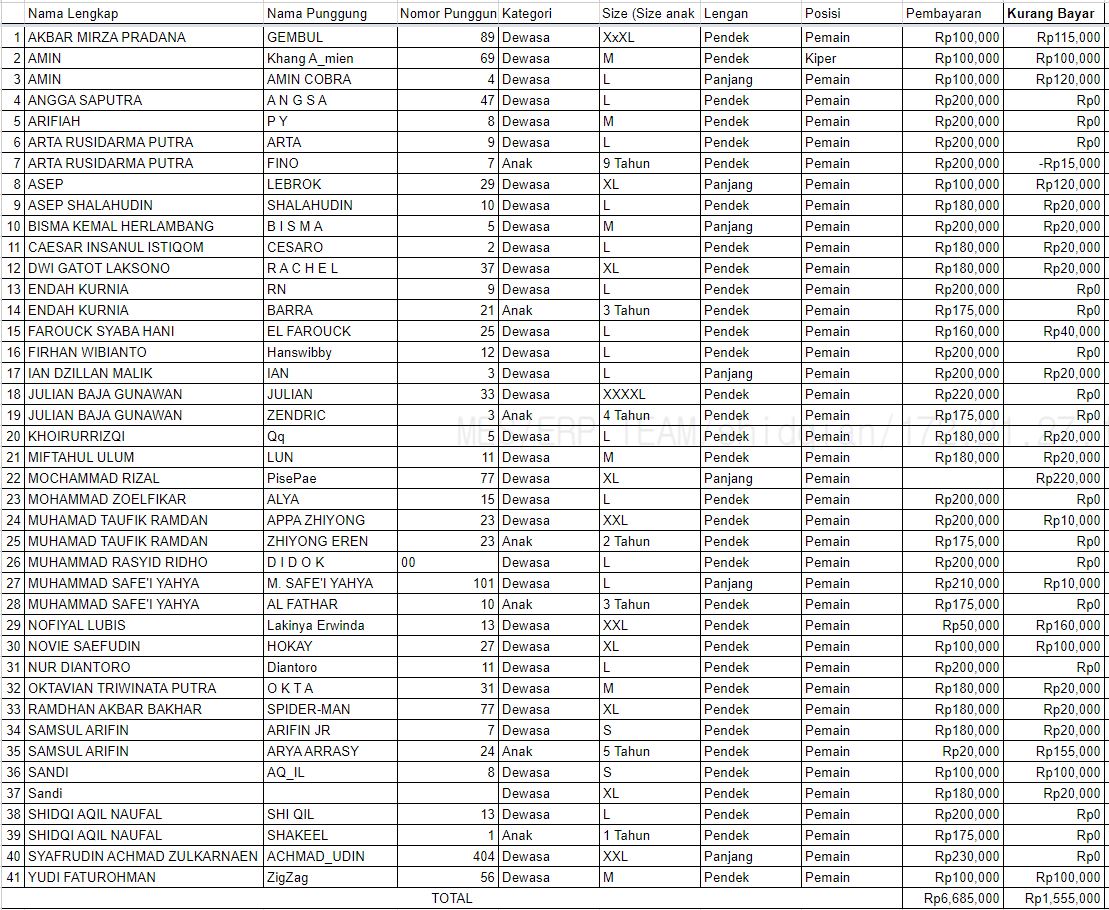 Nama Lengkap Nama Punggung Nomor Punggun Kategori Size (Size anak Lengan Posisi Pembayaran Kurang Bayar
1 AKBAR MIRZA PRADANA GEMBUL 89 Dewasa XxXL Pendek Pemain Rp100,000 Rp115,000
2 AMIN Khang A_mien 69 Dewasa M Pendek Kiper Rp100,000 Rp100,000
3 AMIN AMIN COBRA 4 Dewasa L Panjang Pemain Rp100,000 Rp120,000
4 ANGGA SAPUTRA A N G S A 47 Dewasa L Pendek Pemain Rp200,000 Rp0
5 ARIFIAH P Y 8 Dewasa M Pendek Pemain Rp200,000 Rp0
6 ARTA RUSIDARMA PUTRA ARTA 9 Dewasa L Pendek Pemain Rp200,000 Rp0
7 ARTA RUSIDARMA PUTRA FINO 7 Anak 9 Tahun Pendek Pemain Rp200,000 -Rp15,000
8 ASEP LEBROK 29 Dewasa XL Panjang Pemain Rp100,000 Rp120,000
9 ASEP SHALAHUDIN SHALAHUDIN 10 Dewasa L Pendek Pemain Rp180,000 Rp20,000
10 BISMA KEMAL HERLAMBANG B I S M A 5 Dewasa M Panjang Pemain Rp200,000 Rp20,000
11 CAESAR INSANUL ISTIQOM CESARO 2 Dewasa L Pendek Pemain Rp180,000 Rp20,000
12 DWI GATOT LAKSONO R A C H E L 37 Dewasa XL Pendek Pemain Rp180,000 Rp20,000
13 ENDAH KURNIA RN 9 Dewasa L Pendek Pemain Rp200,000 Rp0
14 ENDAH KURNIA BARRA 21 Anak 3 Tahun Pendek Pemain Rp175,000 Rp0
15 FAROUCK SYABA HANI EL FAROUCK 25 Dewasa L Pendek Pemain Rp160,000 Rp40,000
16 FIRHAN WIBIANTO Hanswibby 12 Dewasa L Pendek Pemain Rp200,000 Rp0
17 IAN DZILLAN MALIK IAN 3 Dewasa L Panjang Pemain Rp200,000 Rp20,000
18 JULIAN BAJA GUNAWAN JULIAN 33 Dewasa XXXXL Pendek Pemain Rp220,000 Rp0
19 JULIAN BAJA GUNAWAN ZENDRIC 3 Anak 4 Tahun Pendek Pemain Rp175,000 Rp0
20 KHOIRURRIZQI Qq 5 Dewasa L Pendek Pemain Rp180,000 Rp20,000
21 MIFTAHUL ULUM LUN 11 Dewasa M Pendek Pemain Rp180,000 Rp20,000
22 MOCHAMMAD RIZAL PisePae 77 Dewasa XL Panjang Pemain Rp220,000
23 MOHAMMAD ZOELFIKAR ALYA 15 Dewasa L Pendek Pemain Rp200,000 Rp0
24 MUHAMAD TAUFIK RAMDAN APPA ZHIYONG 23 Dewasa XXL Pendek Pemain Rp200,000 Rp10,000
25 MUHAMAD TAUFIK RAMDAN ZHIYONG EREN 23 Anak 2 Tahun Pendek Pemain Rp175,000 Rp0
26 MUHAMMAD RASYID RIDHO D I D O K 00 Dewasa L Pendek Pemain Rp200,000 Rp0
27 MUHAMMAD SAFE'I YAHYA M. SAFE'I YAHYA 101 Dewasa L Panjang Pemain Rp210,000 Rp10,000
28 MUHAMMAD SAFE'I YAHYA AL FATHAR 10 Anak 3 Tahun Pendek Pemain Rp175,000 Rp0
29 NOFIYAL LUBIS Lakinya Erwinda 13 Dewasa XXL Pendek Pemain Rp50,000 Rp160,000
30 NOVIE SAEFUDIN HOKAY 27 Dewasa XL Pendek Pemain Rp100,000 Rp100,000
31 NUR DIANTORO Diantoro 11 Dewasa L Pendek Pemain Rp200,000 Rp0
32 OKTAVIAN TRIWINATA PUTRA O K T A 31 Dewasa M Pendek Pemain Rp180,000 Rp20,000
33 RAMDHAN AKBAR BAKHAR SPIDER-MAN 77 Dewasa XL Pendek Pemain Rp180,000 Rp20,000
34 SAMSUL ARIFIN ARIFIN JR 7 Dewasa S Pendek Pemain Rp180,000 Rp20,000
35 SAMSUL ARIFIN ARYA ARRASY 24 Anak 5 Tahun Pendek Pemain Rp20,000 Rp155,000
36 SANDI AQ_IL 8 Dewasa S Pendek Pemain Rp100,000 Rp100,000
37 Sandi Dewasa XL Pendek Pemain Rp180,000 Rp20,000
38 SHIDQI AQIL NAUFAL SHI QIL 13 Dewasa L Pendek Pemain Rp200,000 Rp0
39 SHIDQI AQIL NAUFAL SHAKEEL 1 Anak 1 Tahun Pendek Pemain Rp175,000 Rp0
40 SYAFRUDIN ACHMAD ZULKARNAEN ACHMAD_UDIN 404 Dewasa XXL Panjang Pemain Rp230,000 Rp0
41 YUDI FATUROHMAN ZigZag 56 Dewasa M Pendek Pemain Rp100,000 Rp100,000
TOTAL Rp6,685,000 Rp1,555,000